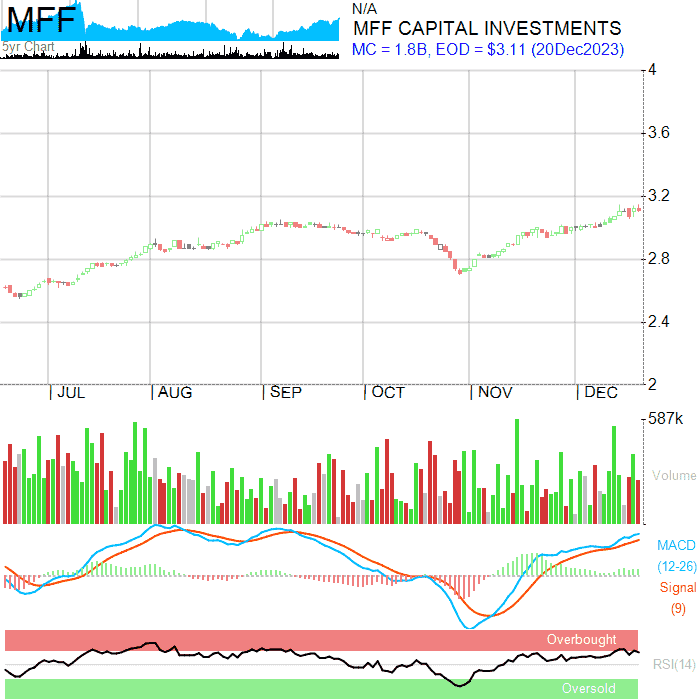 MFF
5yr Chart
N/A
MFF CAPITAL INVESTMENTS
MC = 1.8B, EOD = $3.11 (20Dec2023)
4
3.6
3.2
2.8
2.4
2
JUL AUG SEP OCT NOV DEC
587k
Volume
MACD
(12-26)
Signal
(9)
Overbought
RSI(14)
Oversold